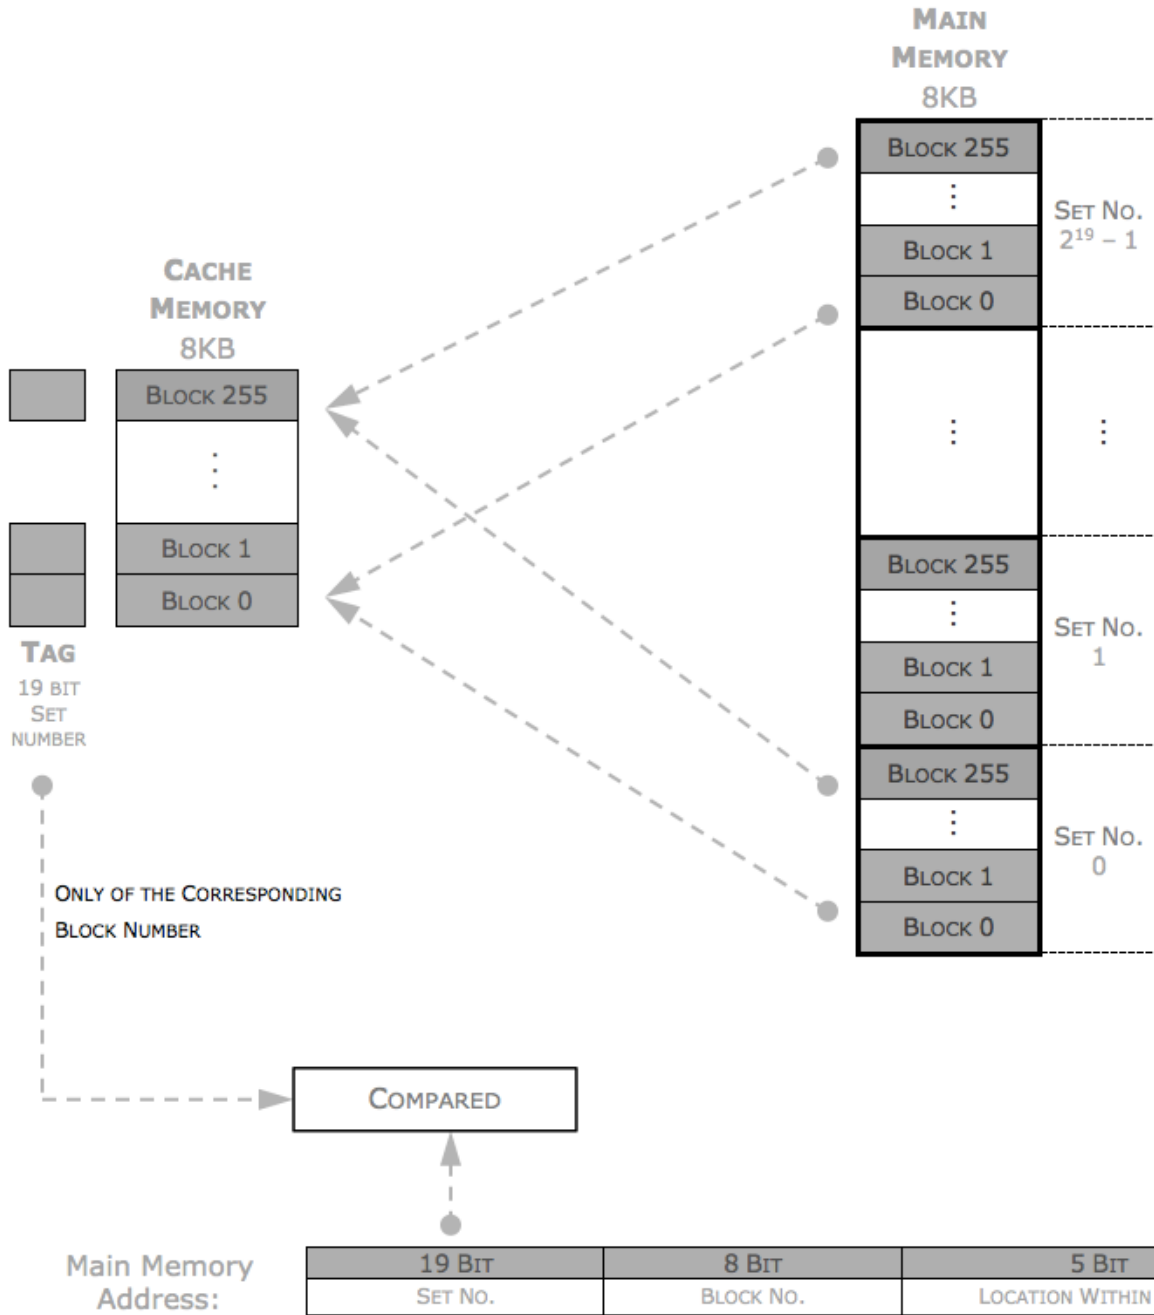 MAIN
MEMORY
8KB
BLOCK 255
⋮
BLOCK 1
BLOCK 0
SET NO.
2¹⁹ – 1
⋮
⋮
BLOCK 255
⋮
BLOCK 1
BLOCK 0
SET NO.
1
BLOCK 255
⋮
BLOCK 1
BLOCK 0
SET NO.
0
CACHE
MEMORY
8KB
BLOCK 255
⋮
BLOCK 1
BLOCK 0
TAG
19 BIT
SET
NUMBER
ONLY OF THE CORRESPONDING
BLOCK NUMBER
COMPARED
Main Memory
Address:
19 BIT
8 BIT
5 BIT
SET NO.
BLOCK NO.
LOCATION WITHIN